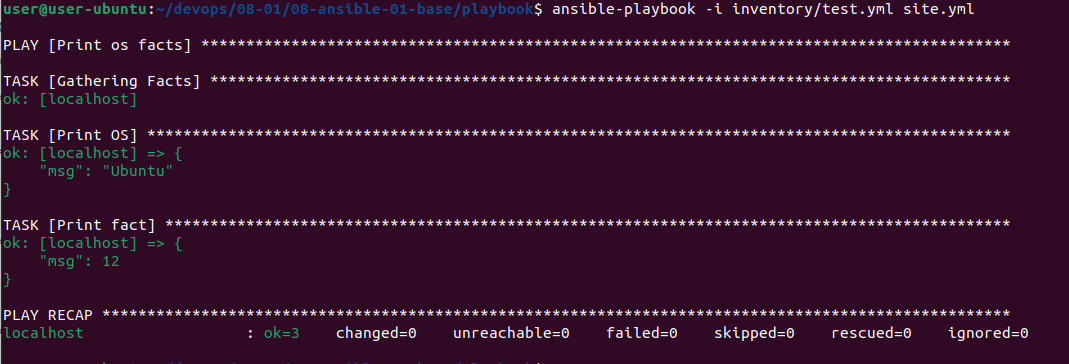 user@user-ubuntu:~/devops/08-01/08-ansible-01-base/playbook$ ansible-playbook -i inventory/test.yml site.yml
PLAY [Print os facts] ******************************************************************************************
TASK [Gathering Facts] *****************************************************************************************
ok: [localhost]
TASK [Print OS] ************************************************************************************************
ok: [localhost] => {
    "msg": "Ubuntu"
}
TASK [Print fact] **********************************************************************************************
ok: [localhost] => {
    "msg": 12
}
PLAY RECAP *****************************************************************************************************
localhost                  : ok=3    changed=0    unreachable=0    failed=0    skipped=0    rescued=0    ignored=0